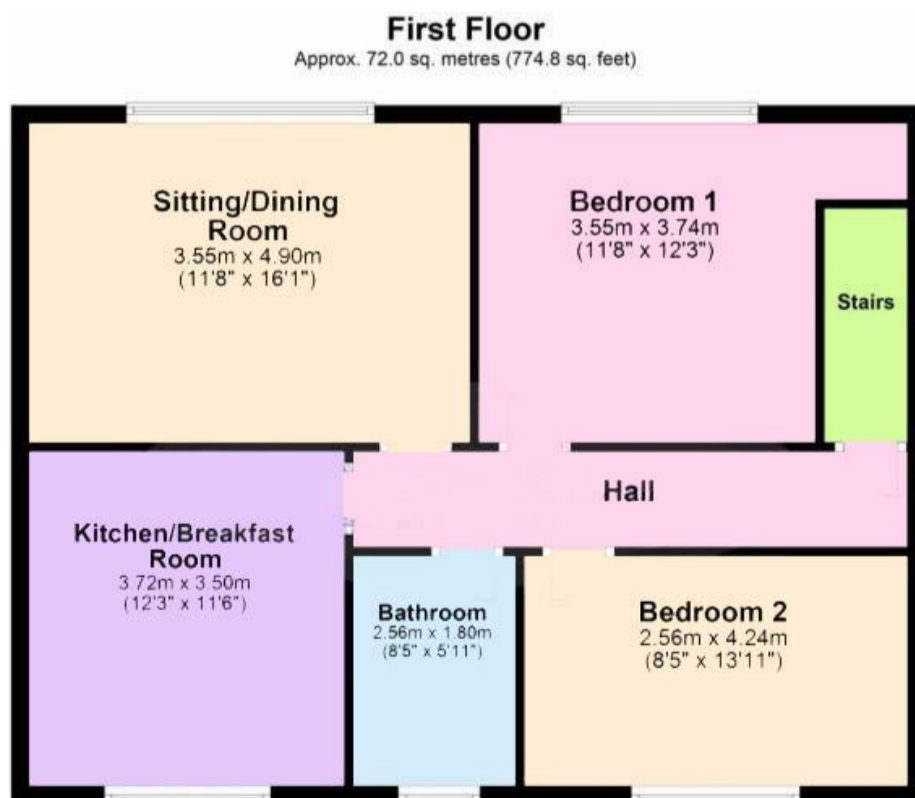 First Floor
Approx. 72.0 sq. metres (774.8 sq. feet)
Sitting/Dining
Room
3.55m x 4.90m
(11'8" x 16'1")
Bedroom 1
3.55m x 3.74m
(11'8" x 12'3")
Stairs
Hall
Kitchen/Breakfast
Room
3.72m x 3.50m
(12'3" x 11'6")
Bathroom
2.56m x 1.80m
(8'5" x 5'11")
Bedroom 2
2.56m x 4.24m
(8'5" x 13'11")